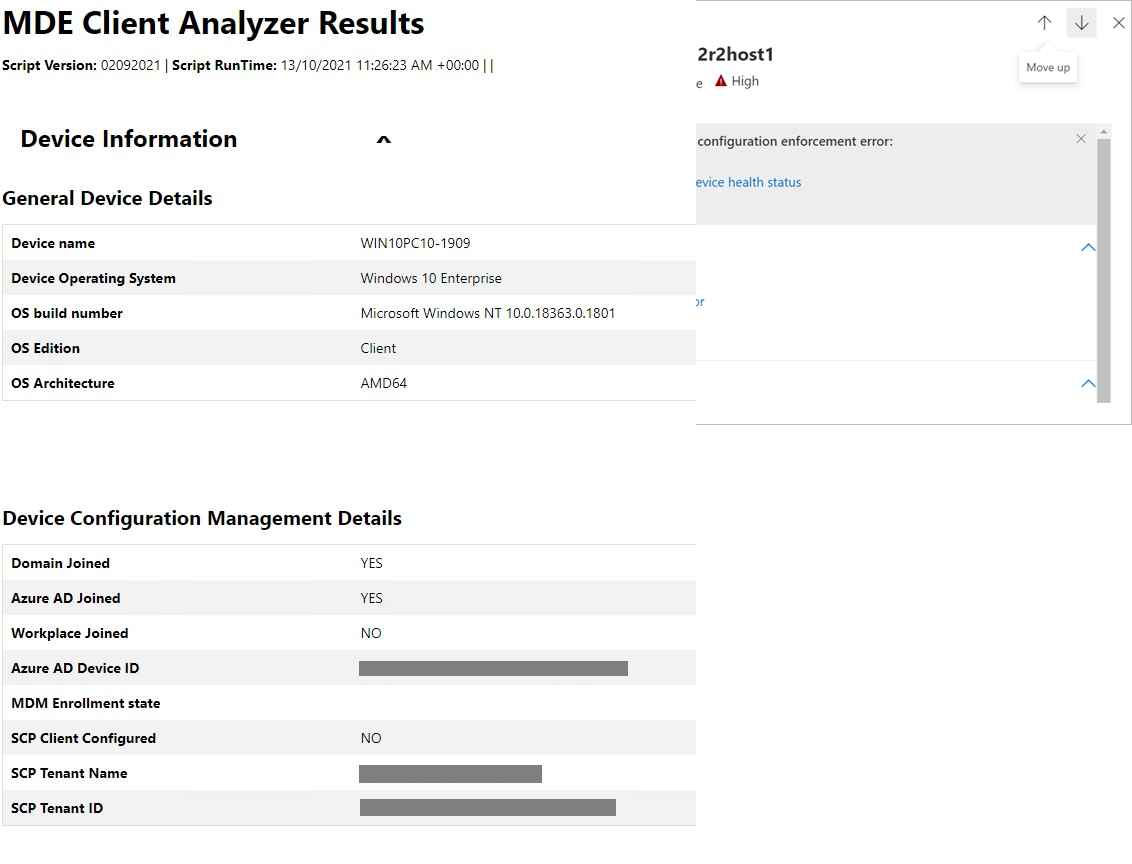 MDE Client Analyzer Results
Script Version: 02092021 | Script RunTime: 13/10/2021 11:26:23 AM +00:00 | |
Device Information
General Device Details
Device name WIN10PC10-1909
Device Operating System Windows 10 Enterprise
OS build number Microsoft Windows NT 10.0.18363.0.1801
OS Edition Client
OS Architecture AMD64
Device Configuration Management Details
Domain Joined YES
Azure AD Joined YES
Workplace Joined NO
Azure AD Device ID
MDM Enrollment state
SCP Client Configured NO
SCP Tenant Name
SCP Tenant ID
2r2host1
e High
Move up
configuration enforcement error:
evice health status
or